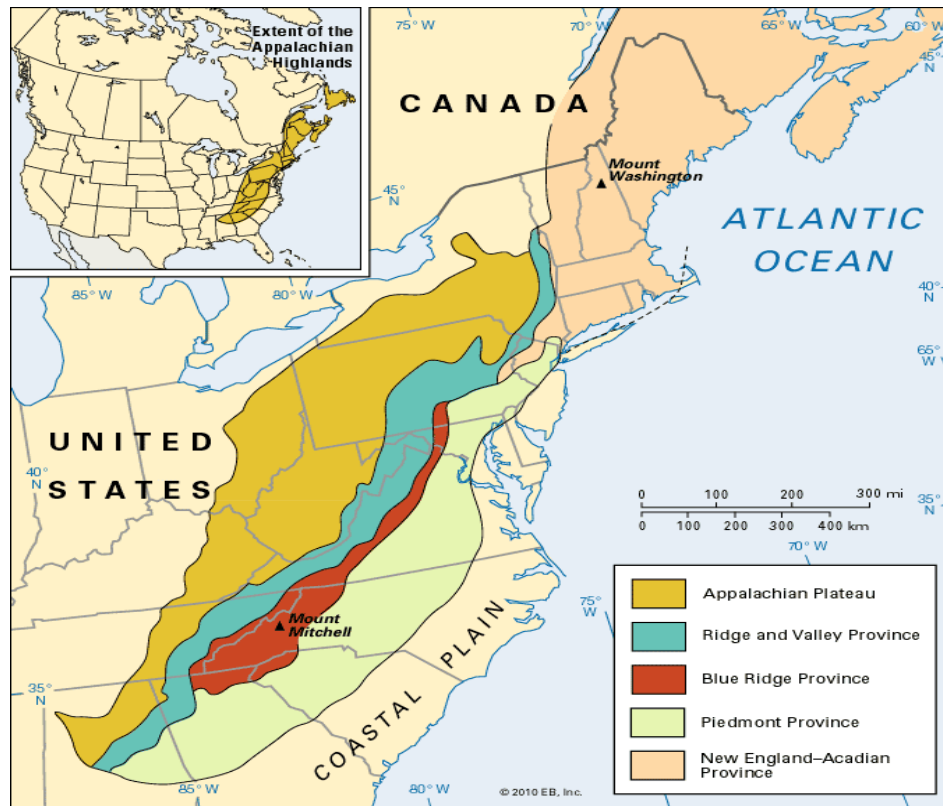 Extent of the
Appalachian
Highlands
75° W
70° W
65° W
60° W
45°
N
CANADA
Mount
Washington
45°
N
ATLANTIC
OCEAN
85° W
80° W
40°
N
65°
W
UNITED
STATES
40°
N
0 100 200 300 mi
0 100 200 300 400 km
35°
N
70° W
75°
W
Mount
Mitchell
COASTAL PLAIN
35°
N
85° W
80° W
Appalachian Plateau
Ridge and Valley Province
Blue Ridge Province
Piedmont Province
New England–Acadian
Province
© 2010 EB, Inc.